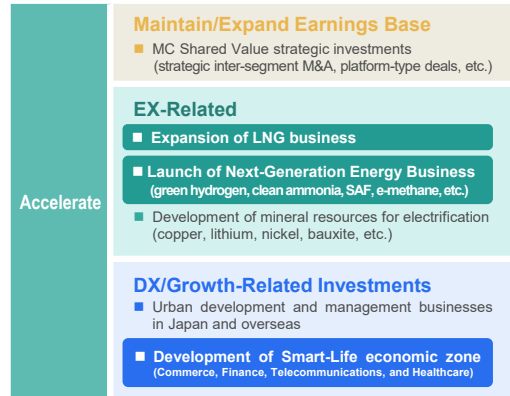 Accelerate
Maintain/Expand Earnings Base
■ MC Shared Value strategic investments
(strategic inter-segment M&A, platform-type deals, etc.)
EX-Related
■ Expansion of LNG business
■ Launch of Next-Generation Energy Business
(green hydrogen, clean ammonia, SAF, e-methane, etc.)
■ Development of mineral resources for electrification
(copper, lithium, nickel, bauxite, etc.)
DX/Growth-Related Investments
■ Urban development and management businesses
in Japan and overseas
■ Development of Smart-Life economic zone
(Commerce, Finance, Telecommunications, and Healthcare)